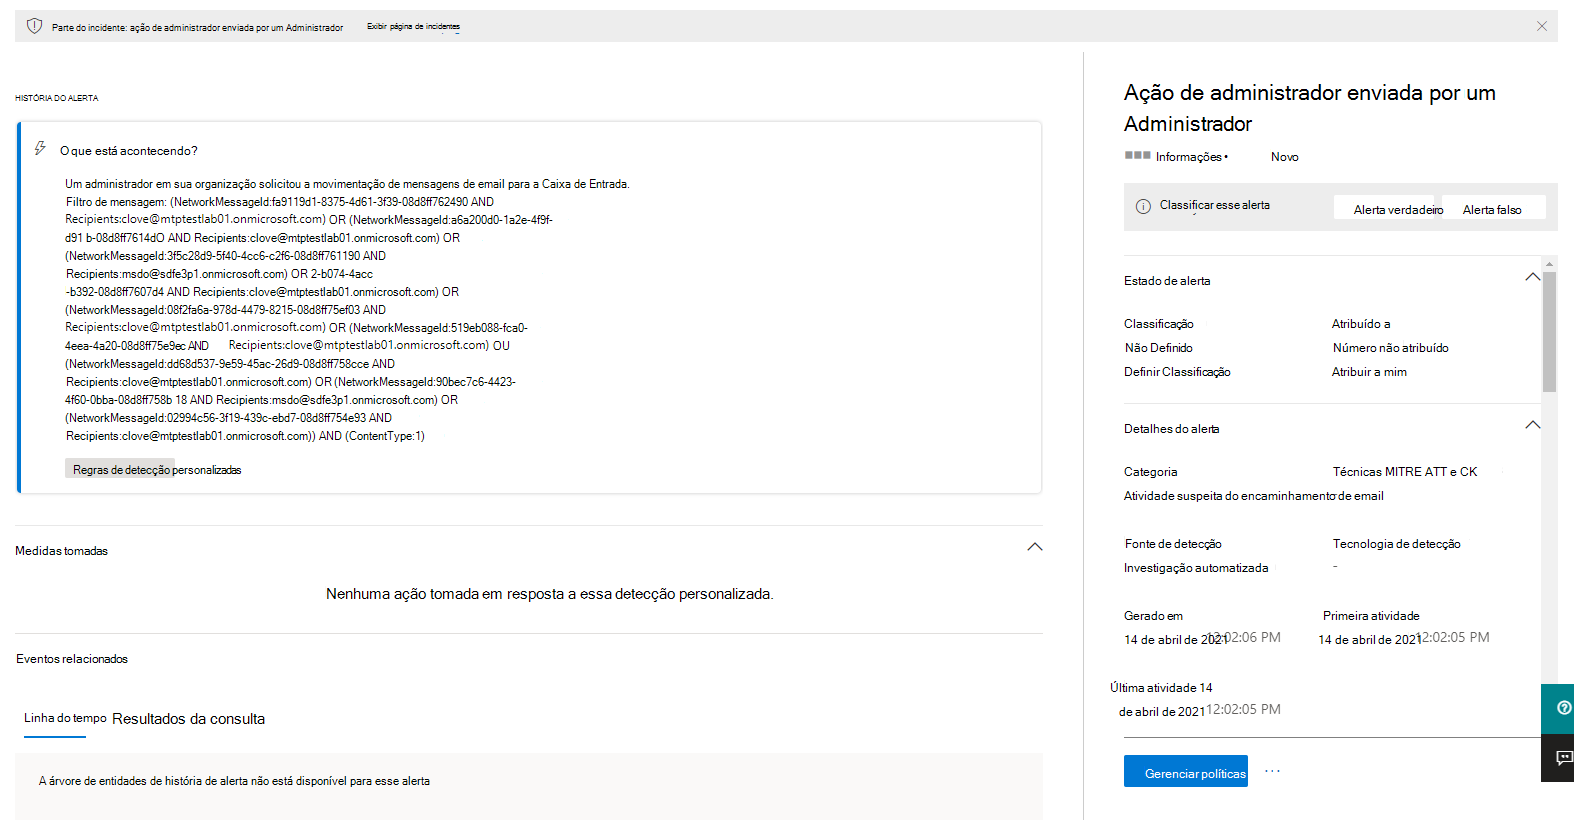 Parte do incidente: ação de administrador enviada por um Administrador Exibir página de incidentes
HISTÓRIA DO ALERTA
O que está acontecendo?
Um administrador em sua organização solicitou a movimentação de mensagens de email para a Caixa de Entrada.
Filtro de mensagem: (NetworkMessageId:fa9119d1-8375-4d61-3f39-08d8ff762490 AND
Recipients:clove@mtptestlab01.onmicrosoft.com) OR (NetworkMessageId:a6a200d0-1a2e-4f9f-
d91 b-08d8ff7614dO AND Recipients:clove@mtptestlab01.onmicrosoft.com) OR
(NetworkMessageId:3f5c28d9-5f40-4cc6-c2f6-08d8ff761190 AND
Recipients:msdo@sdfe3p1.onmicrosoft.com) OR 2-b074-4acc
-b392-08d8ff7607d4 AND Recipients:clove@mtptestlab01.onmicrosoft.com) OR
(NetworkMessageId:08f2fa6a-978d-4479-8215-08d8ff75ef03 AND
Recipients:clove@mtptestlab01.onmicrosoft.com) OR (NetworkMessageId:519eb088-fca0-
4eea-4a20-08d8ff75e9ec AND Recipients:clove@mtptestlab01.onmicrosoft.com) OU
(NetworkMessageId:dd68d537-9e59-45ac-26d9-08d8ff758cce AND
Recipients:clove@mtptestlab01.onmicrosoft.com) OR (NetworkMessageId:90bec7c6-4423-
4f60-0bba-08d8ff758b 18 AND Recipients:msdo@sdfe3p1.onmicrosoft.com) OR
(NetworkMessageId:02994c56-3f19-439c-ebd7-08d8ff754e93 AND
Recipients:clove@mtptestlab01.onmicrosoft.com)) AND (ContentType:1)
Regras de detecção personalizadas
Medidas tomadas
Nenhuma ação tomada em resposta a essa detecção personalizada.
Eventos relacionados
Linha do tempo Resultados da consulta
A árvore de entidades de história de alerta não está disponível para esse alerta
Ação de administrador enviada por um
Administrador
Informações • Novo
Classificar esse alerta Alerta verdadeiro Alerta falso
Estado de alerta
Classificação Atribuído a
Não Definido Número não atribuído
Definir Classificação Atribuir a mim
Detalhes do alerta
Categoria Técnicas MITRE ATT e CK
Atividade suspeita do encaminhamento de email
Fonte de detecção Tecnologia de detecção
Investigação automatizada -
Gerado em Primeira atividade
14 de abril de 2021 12:02:06 PM 14 de abril de 2021 12:02:05 PM
Última atividade 14
de abril de 2021 12:02:05 PM
Gerenciar políticas ...